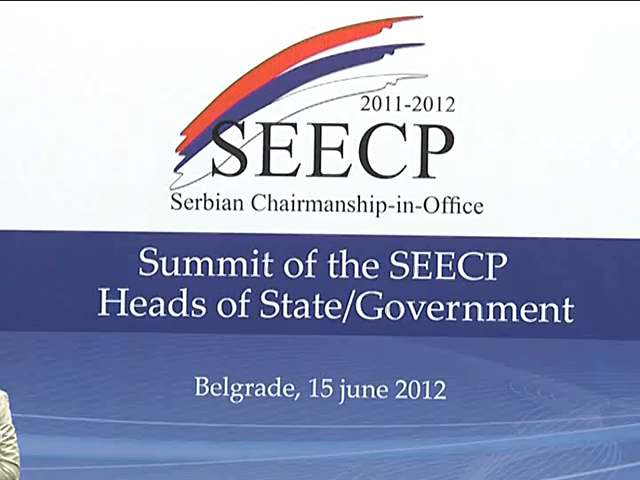 2011-2012
SEECP
Serbian Chairmanship-in-Office
Summit of the SEECP
Heads of State/Government
Belgrade, 15 june 2012